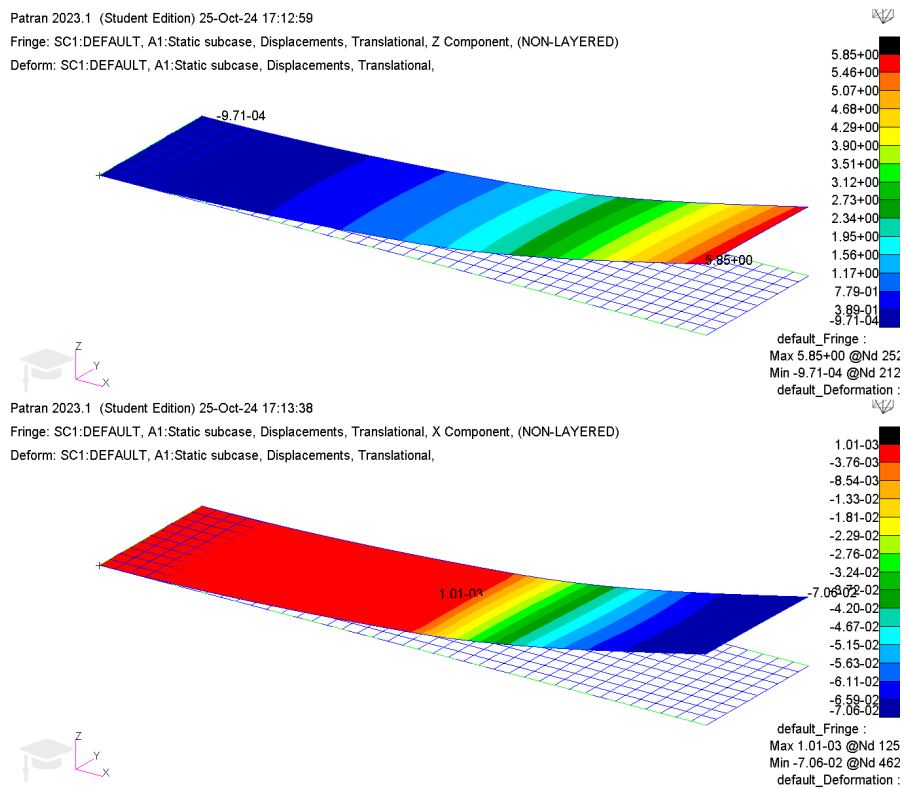 Patran 2023.1 (Student Edition) 25-Oct-24 17:12:59
Fringe: SC1:DEFAULT, A1:Static subcase, Displacements, Translational, Z Component, (NON-LAYERED)
Deform: SC1:DEFAULT, A1:Static subcase, Displacements, Translational,
5.85+00
5.46+00
5.07+00
4.68+00
4.29+00
3.90+00
3.51+00
3.12+00
2.73+00
2.34+00
1.95+00
1.56+00
1.17+00
7.79-01
3.89-01
-9.71-04
-9.71-04
5.85+00
default_Fringe :
Max 5.85+00 @Nd 252
Min -9.71-04 @Nd 212
default_Deformation :
Z
Y
X
Patran 2023.1 (Student Edition) 25-Oct-24 17:13:38
Fringe: SC1:DEFAULT, A1:Static subcase, Displacements, Translational, X Component, (NON-LAYERED)
Deform: SC1:DEFAULT, A1:Static subcase, Displacements, Translational,
1.01-03
-3.76-03
-8.54-03
-1.33-02
-1.81-02
-2.29-02
-2.76-02
-3.24-02
-4.20-02
-4.67-02
-5.15-02
-5.63-02
-6.11-02
-6.59-02
-7.06-02
1.01-03
-7.06-02
default_Fringe :
Max 1.01-03 @Nd 125
Min -7.06-02 @Nd 462
default_Deformation :
Z
Y
X